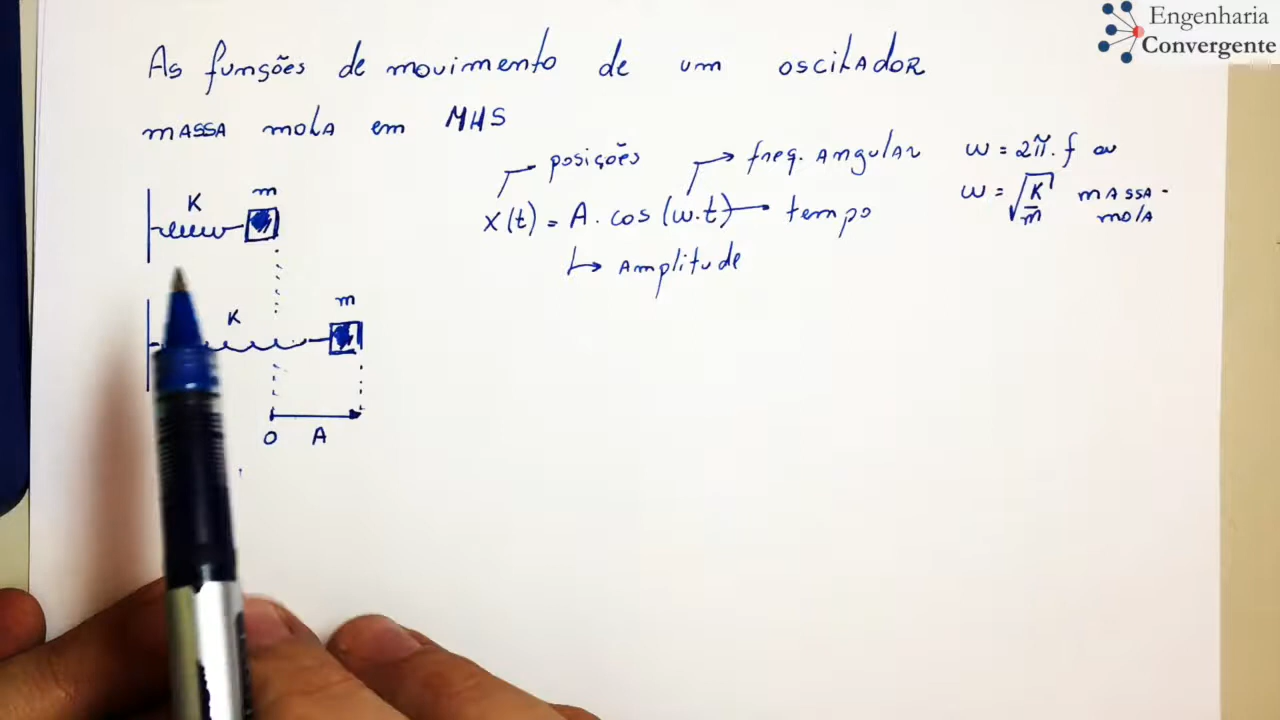 Engenharia
Convergente
As funções de movimento de um oscilador
massa mola em MHS
posições
freq. angular
ω = 2π.f ou
ω = √K/m massa-
mola
x(t) = A.cos(ω.t) tempo
amplitude
K
m
K
m
0 A